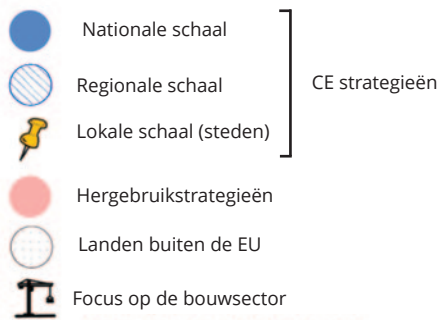 Nationale schaal
Regionale schaal
CE strategieën
Lokale schaal (steden)
Hergebruikstrategieën
Landen buiten de EU
Focus op de bouwsector